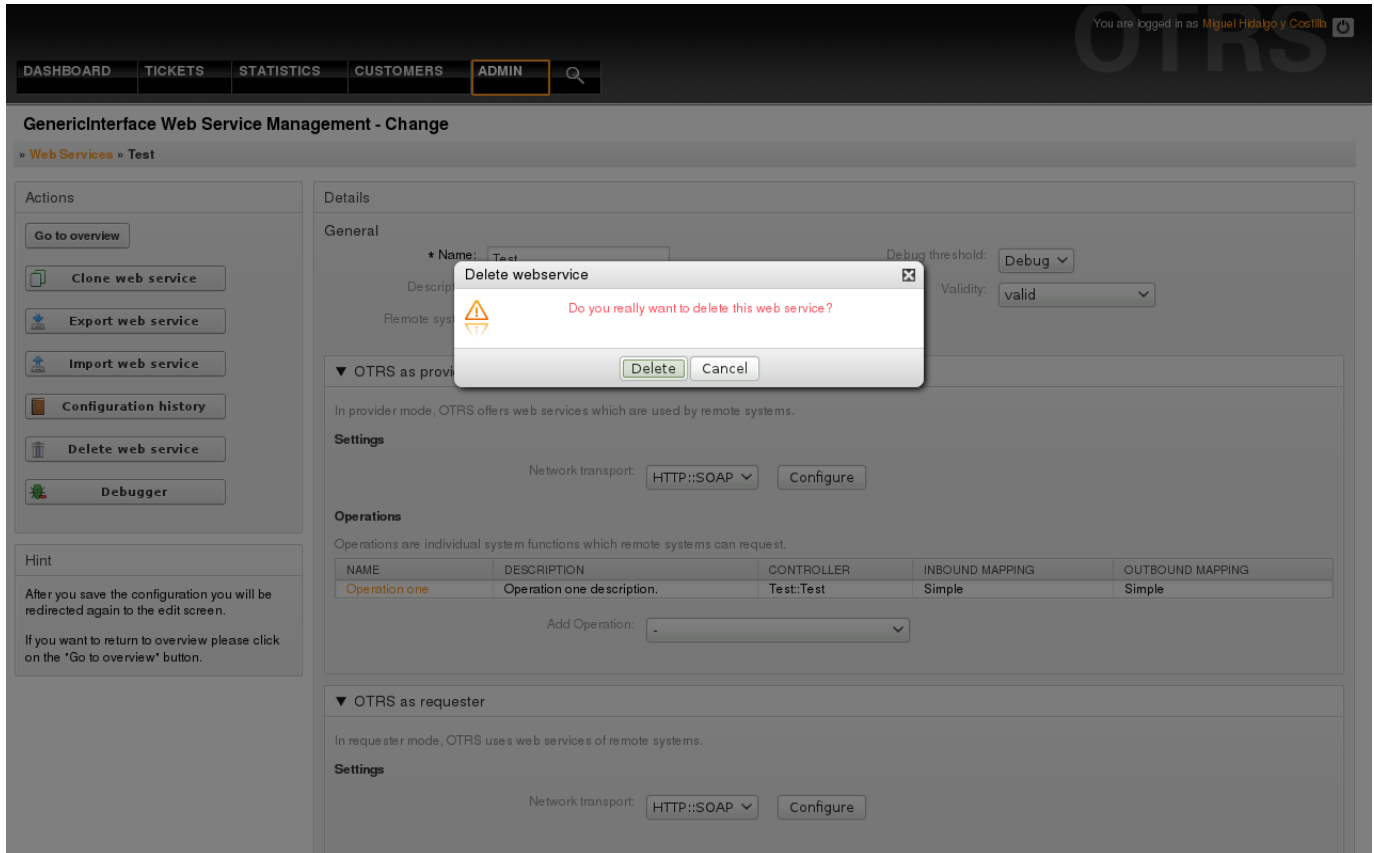 OTRS
You are logged in as Miguel Hidalgo y Costilla
DASHBOARD TICKETS STATISTICS CUSTOMERS ADMIN
GenericInterface Web Service Management - Change
» Web Services » Test
Actions
Go to overview
Clone web service
Export web service
Import web service
Configuration history
Delete web service
Debugger
Hint
After you save the configuration you will be
redirected again to the edit screen.
If you want to return to overview please click
on the "Go to overview" button.
Details
General
* Name: Test
Debug threshold: Debug
Validity: valid
Delete webservice
Do you really want to delete this web service?
Delete Cancel
▼ OTRS as
In provider mode, OTRS offers web services which are used by remote systems.
Settings
Network transport: HTTP::SOAP Configure
Operations
Operations are individual system functions which remote systems can request.
NAME DESCRIPTION CONTROLLER INBOUND MAPPING OUTBOUND MAPPING
Operation one Operation one description. Test::Test Simple Simple
Add Operation: -
▼ OTRS as requester
In requester mode, OTRS uses web services of remote systems.
Settings
Network transport: HTTP::SOAP Configure